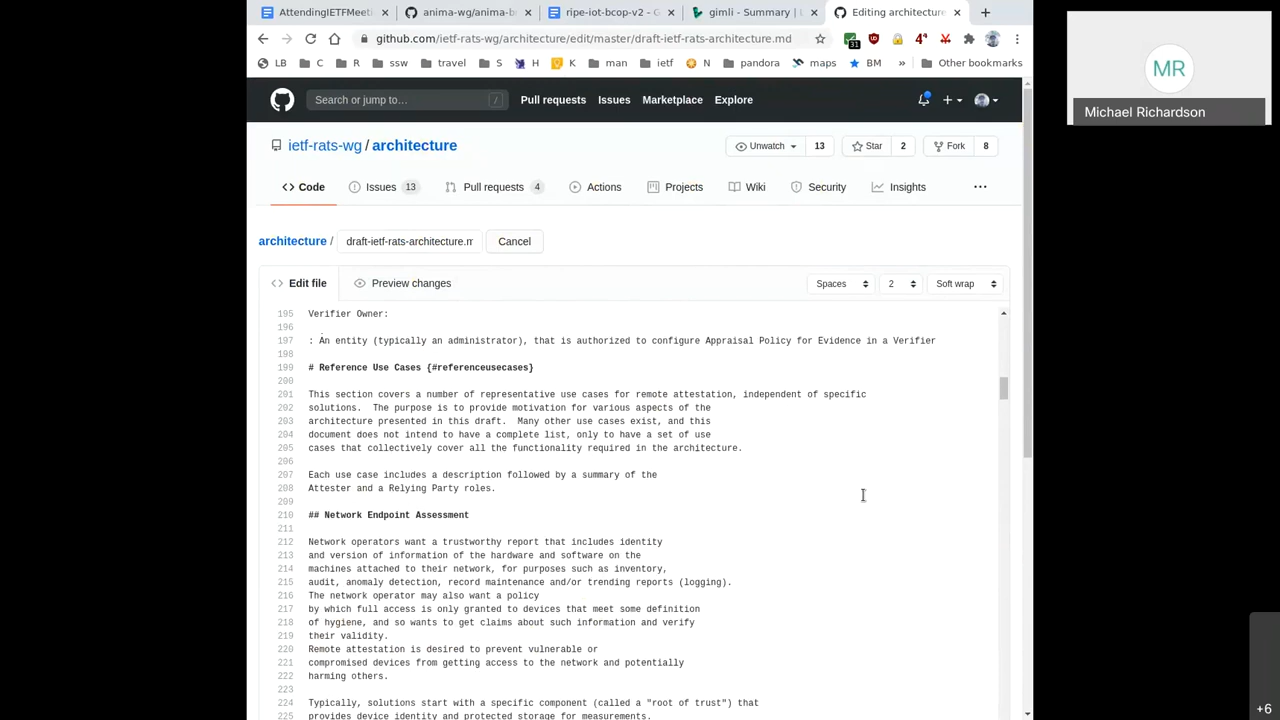 AttendingIETFMeeti
anima-wg/anima-b
ripe-iot-bcop-v2 - G
gimli - Summary | L
Editing architecture
github.com/ietf-rats-wg/architecture/edit/master/draft-ietf-rats-architecture.md
31
4
LB C R ssw travel S H K man ietf N pandora maps BM » Other bookmarks
Search or jump to… /
Pull requests Issues Marketplace Explore
ietf-rats-wg / architecture
Unwatch 13 Star 2 Fork 8
Code Issues 13 Pull requests 4 Actions Projects Wiki Security Insights
architecture / draft-ietf-rats-architecture.m Cancel
Edit file Preview changes Spaces 2 Soft wrap
195 Verifier Owner:
196
197 : An entity (typically an administrator), that is authorized to configure Appraisal Policy for Evidence in a Verifier
198
199 # Reference Use Cases {#referenceusecases}
200
201 This section covers a number of representative use cases for remote attestation, independent of specific
202 solutions. The purpose is to provide motivation for various aspects of the
203 architecture presented in this draft. Many other use cases exist, and this
204 document does not intend to have a complete list, only to have a set of use
205 cases that collectively cover all the functionality required in the architecture.
206
207 Each use case includes a description followed by a summary of the
208 Attester and a Relying Party roles.
209
210 ## Network Endpoint Assessment
211
212 Network operators want a trustworthy report that includes identity
213 and version of information of the hardware and software on the
214 machines attached to their network, for purposes such as inventory,
215 audit, anomaly detection, record maintenance and/or trending reports (logging).
216 The network operator may also want a policy
217 by which full access is only granted to devices that meet some definition
218 of hygiene, and so wants to get claims about such information and verify
219 their validity.
220 Remote attestation is desired to prevent vulnerable or
221 compromised devices from getting access to the network and potentially
222 harming others.
223
224 Typically, solutions start with a specific component (called a "root of trust") that
225 provides device identity and protected storage for measurements.
MR
Michael Richardson
+6